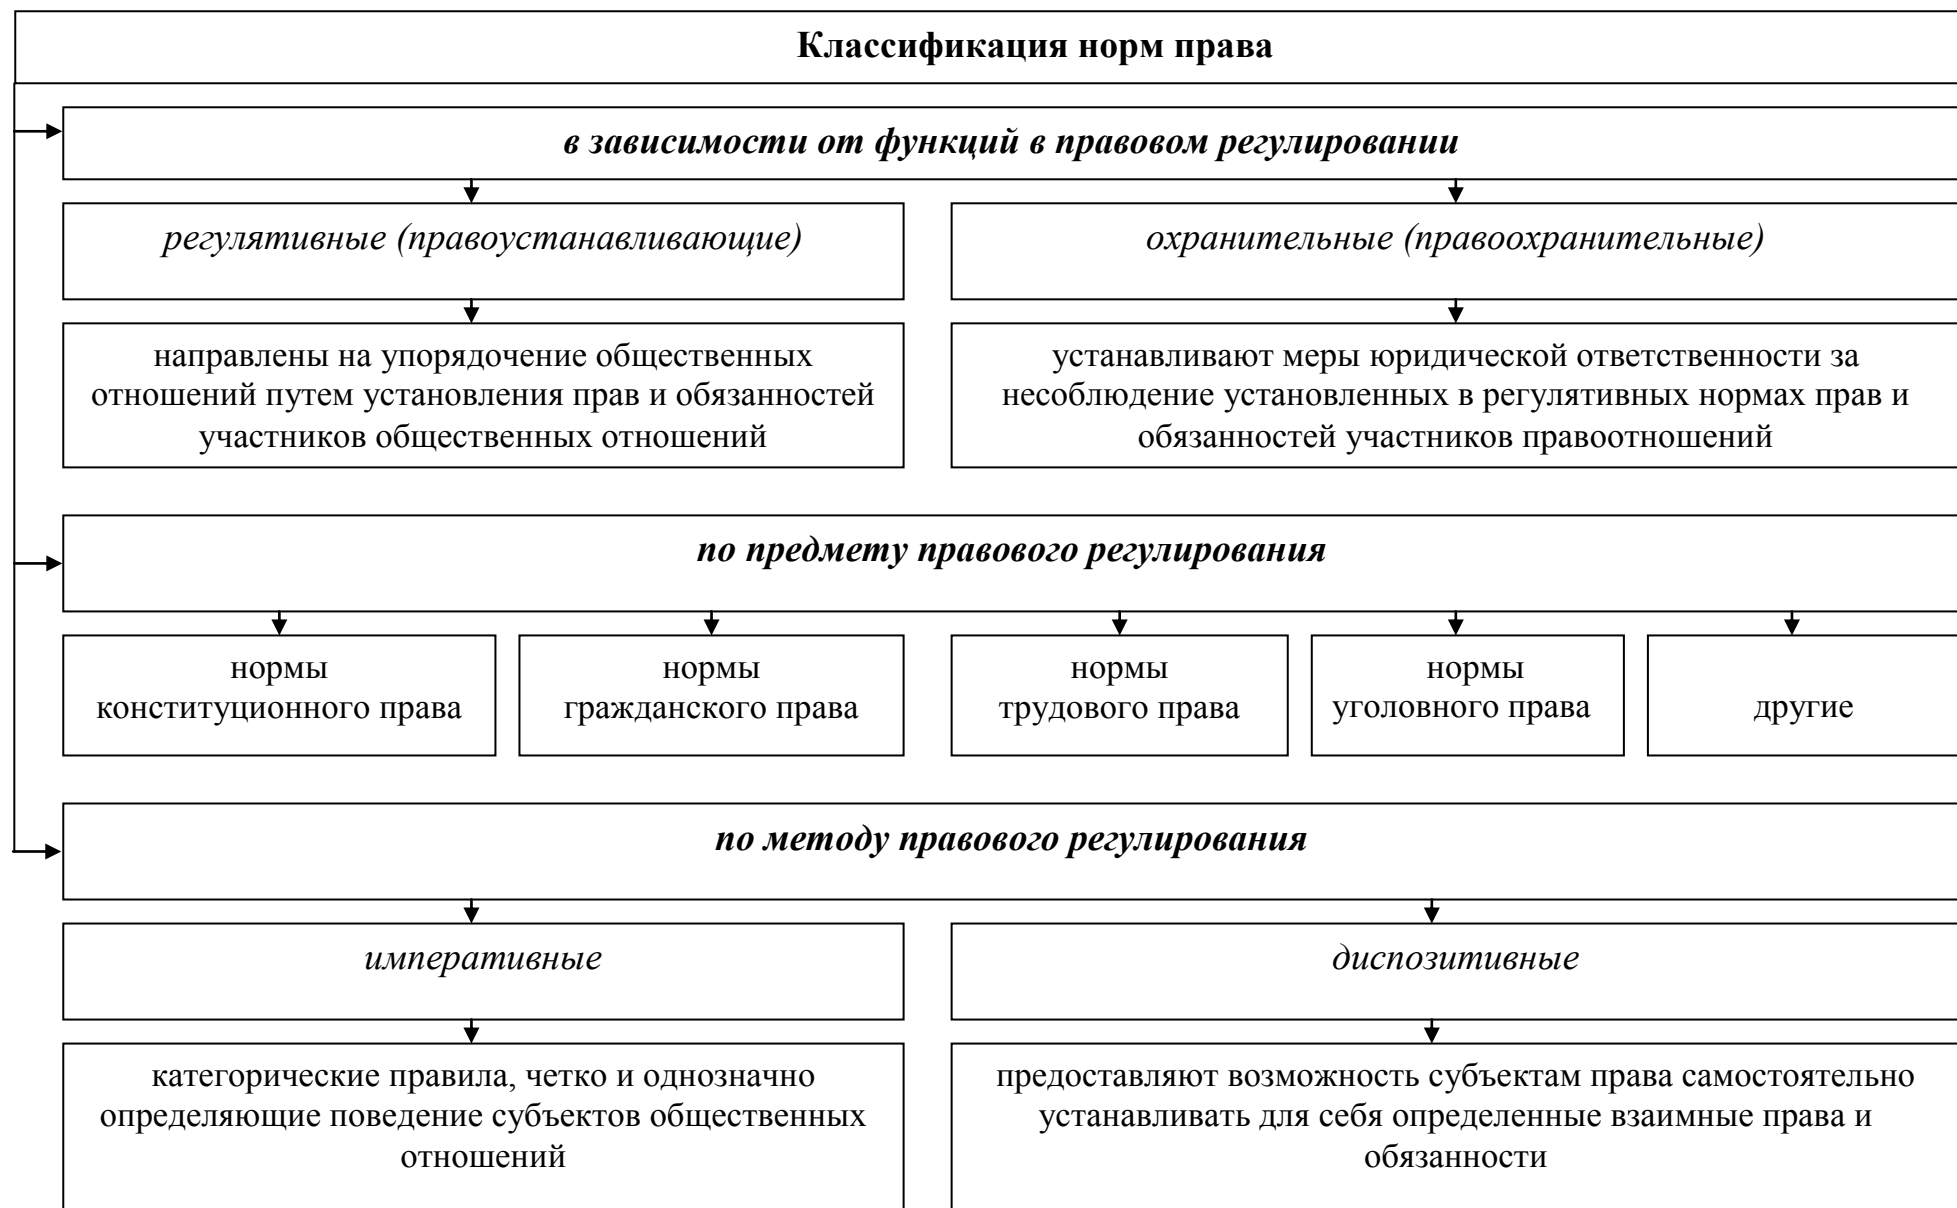 Классификация норм права
в зависимости от функций в правовом регулировании
регулятивные (правоустанавливающие)
охранительные (правоохранительные)
направлены на упорядочение общественных
отношений путем установления прав и обязанностей
участников общественных отношений
устанавливают меры юридической ответственности за
несоблюдение установленных в регулятивных нормах прав и
обязанностей участников правоотношений
по предмету правового регулирования
нормы
конституционного права
нормы
гражданского права
нормы
трудового права
нормы
уголовного права
другие
по методу правового регулирования
императивные
диспозитивные
категорические правила, четко и однозначно
определяющие поведение субъектов общественных
отношений
предоставляют возможность субъектам права самостоятельно
устанавливать для себя определенные взаимные права и
обязанности